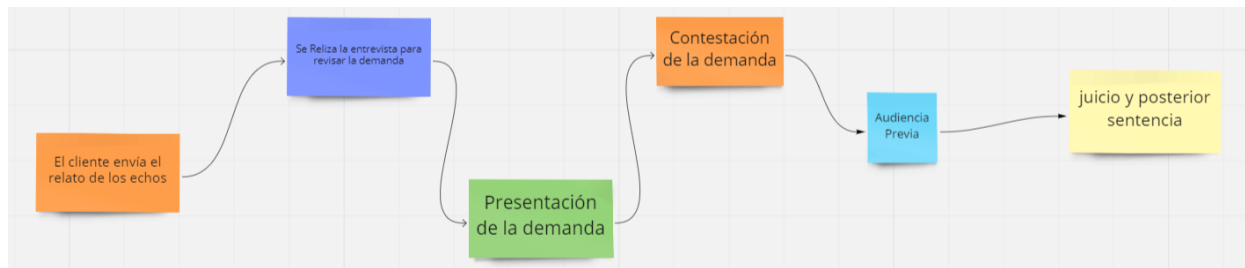 El cliente envía el
relato de los echos
Se Reliza la entrevista para
revisar la demanda
Presentación
de la demanda
Contestación
de la demanda
Audiencia
Previa
juicio y posterior
sentencia